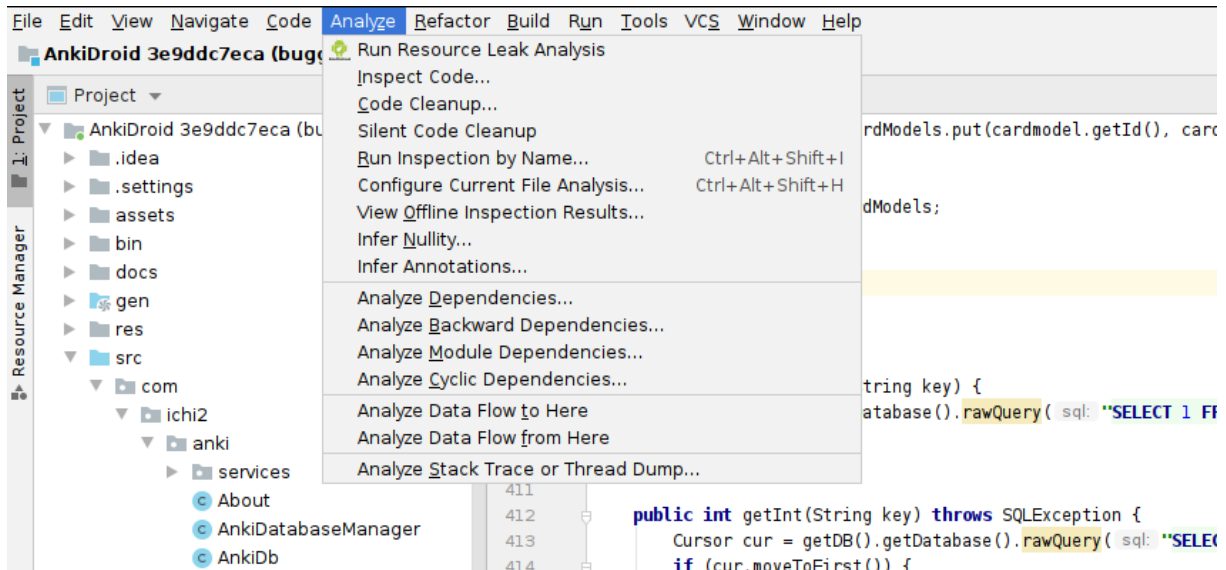 File Edit View Navigate Code Analyze Refactor Build Run Tools VCS Window Help
AnkiDroid 3e9ddc7eca (bugg
1: Project
Resource Manager
Project
AnkiDroid 3e9ddc7eca (bu
.idea
.settings
assets
bin
docs
gen
res
src
com
ichi2
anki
services
About
AnkiDatabaseManager
AnkiDb
Run Resource Leak Analysis
Inspect Code...
Code Cleanup...
Silent Code Cleanup
Run Inspection by Name... Ctrl+Alt+Shift+I
Configure Current File Analysis... Ctrl+Alt+Shift+H
View Offline Inspection Results...
Infer Nullity...
Infer Annotations...
Analyze Dependencies...
Analyze Backward Dependencies...
Analyze Module Dependencies...
Analyze Cyclic Dependencies...
Analyze Data Flow to Here
Analyze Data Flow from Here
Analyze Stack Trace or Thread Dump...
rdModels.put(cardmodel.getId(), card
dModels;
tring key) {
atabase().rawQuery( sql: "SELECT 1 FR
411
412 public int getInt(String key) throws SQLException {
413 Cursor cur = getDB().getDatabase().rawQuery( sql: "SELEC
414 if (cur.moveToFirst()) {